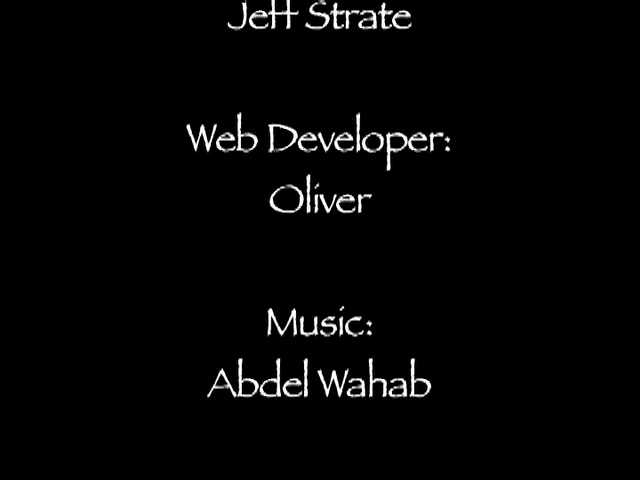 Jeff Strate
Web Developer:
Oliver
Music:
Abdel Wahab